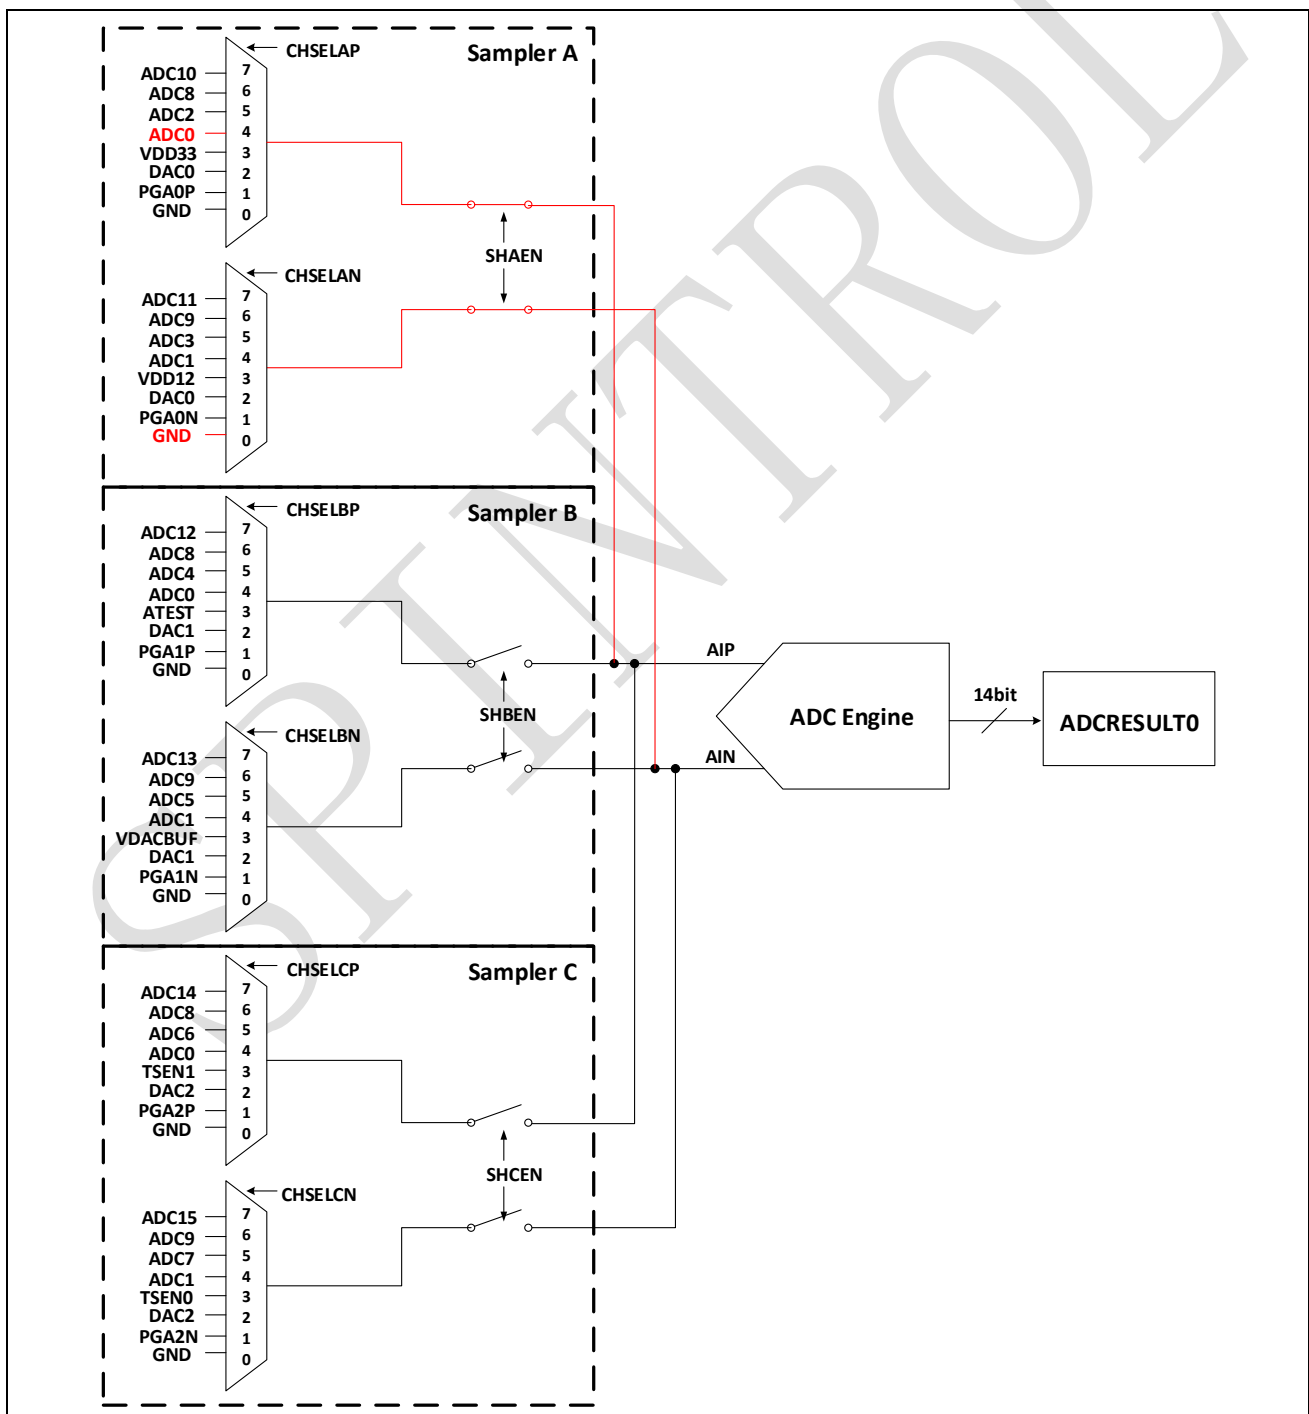 CHSELAP
Sampler A
ADC10 7
ADC8 6
ADC2 5
ADC0 4
VDD33 3
DAC0 2
PGA0P 1
GND 0
SHAEN
CHSELAN
ADC11 7
ADC9 6
ADC3 5
ADC1 4
VDD12 3
DAC0 2
PGA0N 1
GND 0
CHSELBP
Sampler B
ADC12 7
ADC8 6
ADC4 5
ADC0 4
ATEST 3
DAC1 2
PGA1P 1
GND 0
SHBEN
CHSELBN
ADC13 7
ADC9 6
ADC5 5
ADC1 4
VDACBUF 3
DAC1 2
PGA1N 1
GND 0
AIP
AIN
ADC Engine
14bit
ADCRESULT0
CHSELCP
Sampler C
ADC14 7
ADC8 6
ADC6 5
ADC0 4
TSEN1 3
DAC2 2
PGA2P 1
GND 0
SHCEN
CHSELCN
ADC15 7
ADC9 6
ADC7 5
ADC1 4
TSEN0 3
DAC2 2
PGA2N 1
GND 0
SPINTROL